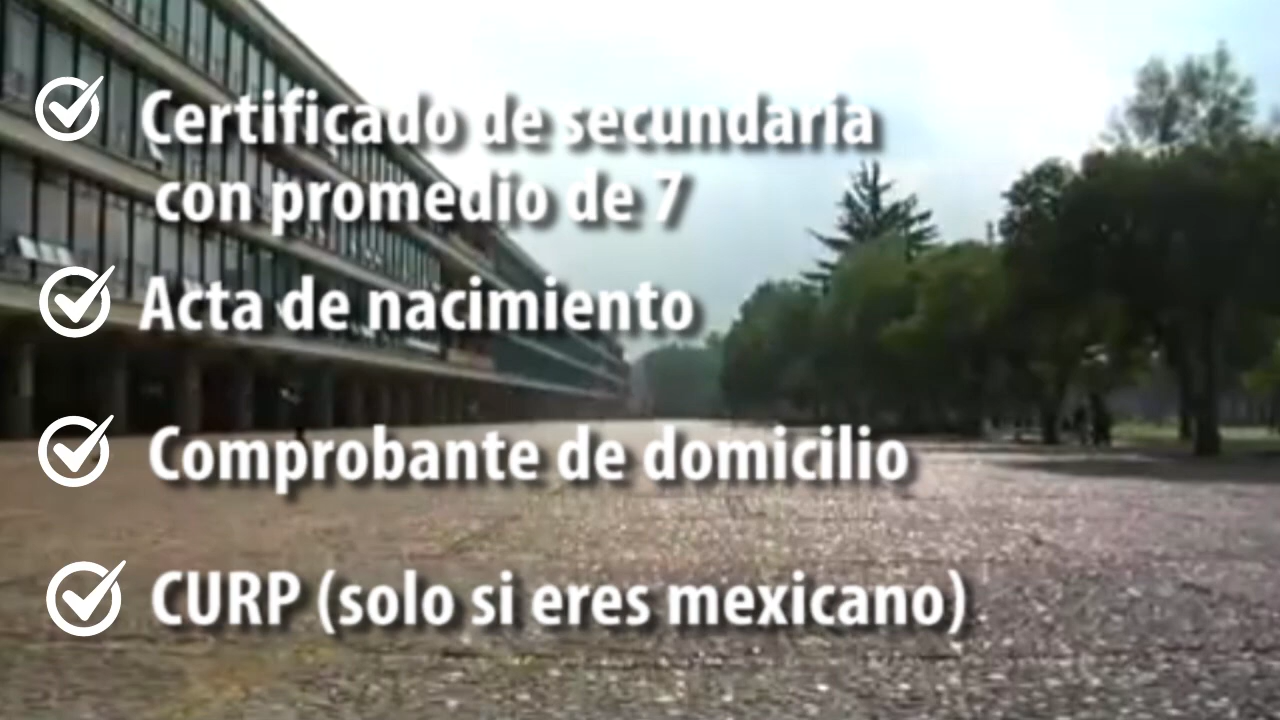 Certificado de secundaria
con promedio de 7
Acta de nacimiento
Comprobante de domicilio
CURP (solo si eres mexicano)